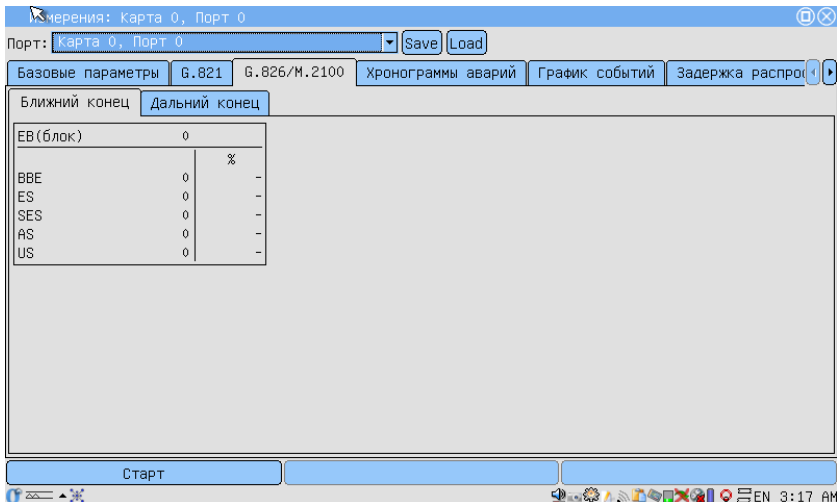 Измерения: Карта 0, Порт 0
Порт: Карта 0, Порт 0 Save Load
Базовые параметры G.821 G.826/М.2100 Хронограммы аварий График событий Задержка распрос
Ближний конец Дальний конец
EB(блок) 0
%
BBE 0 -
ES 0 -
SES 0 -
AS 0 -
US 0 -
Старт
EN 3:17 AM